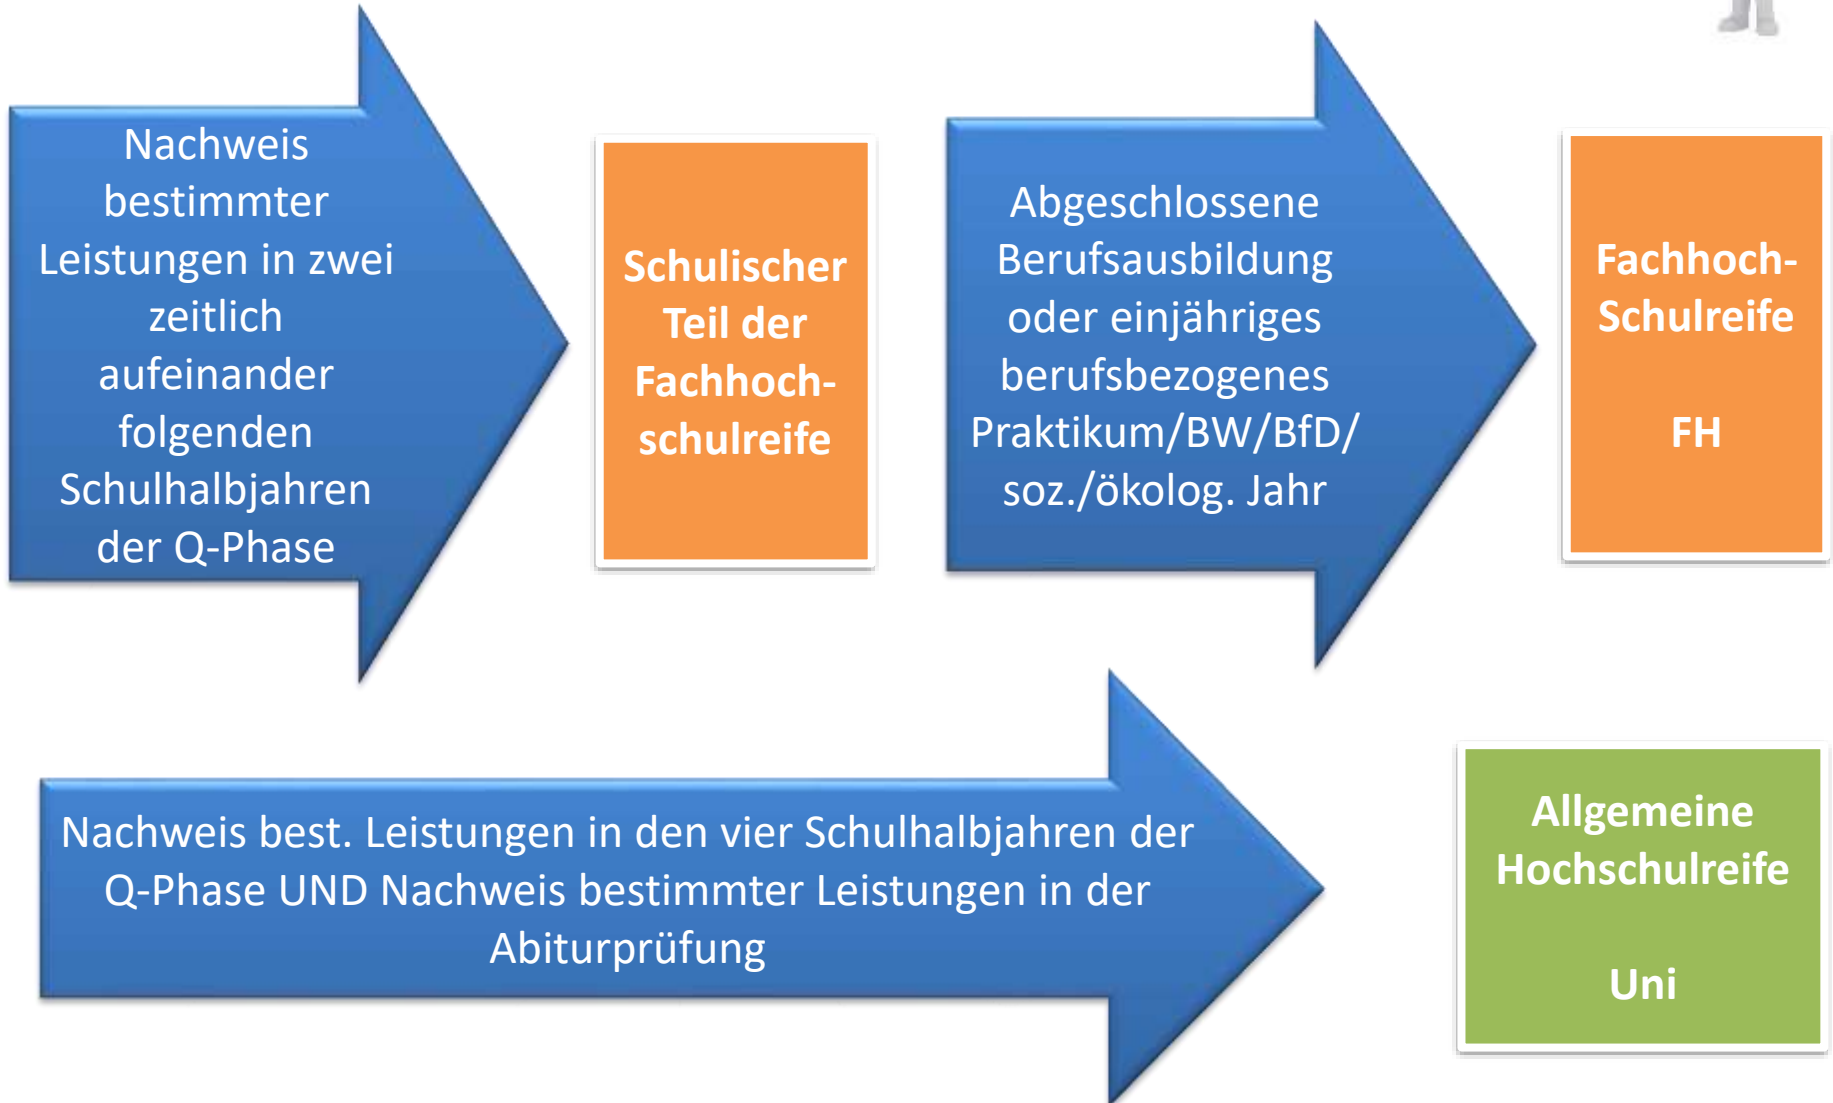 Nachweis
bestimmter
Leistungen in zwei
zeitlich
aufeinander
folgenden
Schulhalbjahren
der Q-Phase
Schulischer
Teil der
Fachhoch-
schulreife
Abgeschlossene
Berufsausbildung
oder einjähriges
berufsbezogenes
Praktikum/BW/BfD/
soz./ökolog. Jahr
Fachhoch-
Schulreife
FH
Nachweis best. Leistungen in den vier Schulhalbjahren der
Q-Phase UND Nachweis bestimmter Leistungen in der
Abiturprüfung
Allgemeine
Hochschulreife
Uni